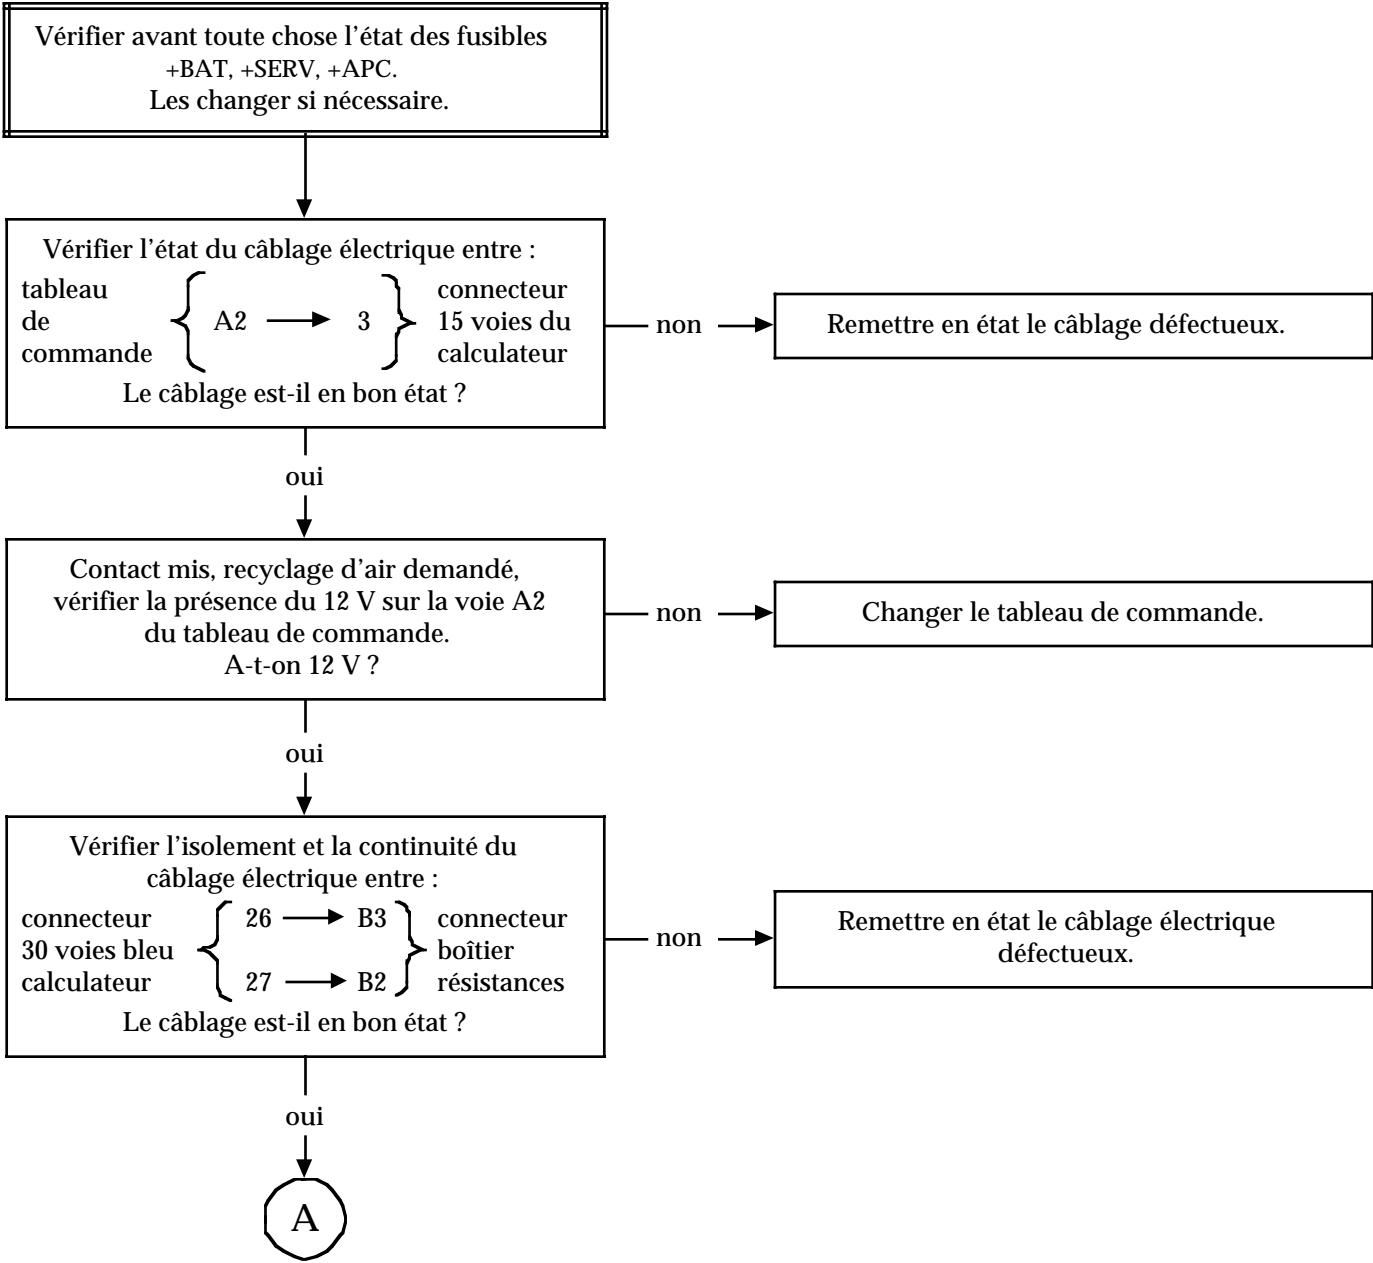 Vérifier avant toute chose l’état des fusibles
+BAT, +SERV, +APC.
Les changer si nécessaire.
Vérifier l’état du câblage électrique entre :
tableau
de
commande
A2
3
connecteur
15 voies du
calculateur
Le câblage est-il en bon état ?
non
Remettre en état le câblage défectueux.
oui
Contact mis, recyclage d’air demandé,
vérifier la présence du 12 V sur la voie A2
du tableau de commande.
A-t-on 12 V ?
non
Changer le tableau de commande.
oui
Vérifier l’isolement et la continuité du
câblage électrique entre :
connecteur
30 voies bleu
calculateur
26
B3
27
B2
connecteur
boîtier
résistances
Le câblage est-il en bon état ?
non
Remettre en état le câblage électrique
défectueux.
oui
A